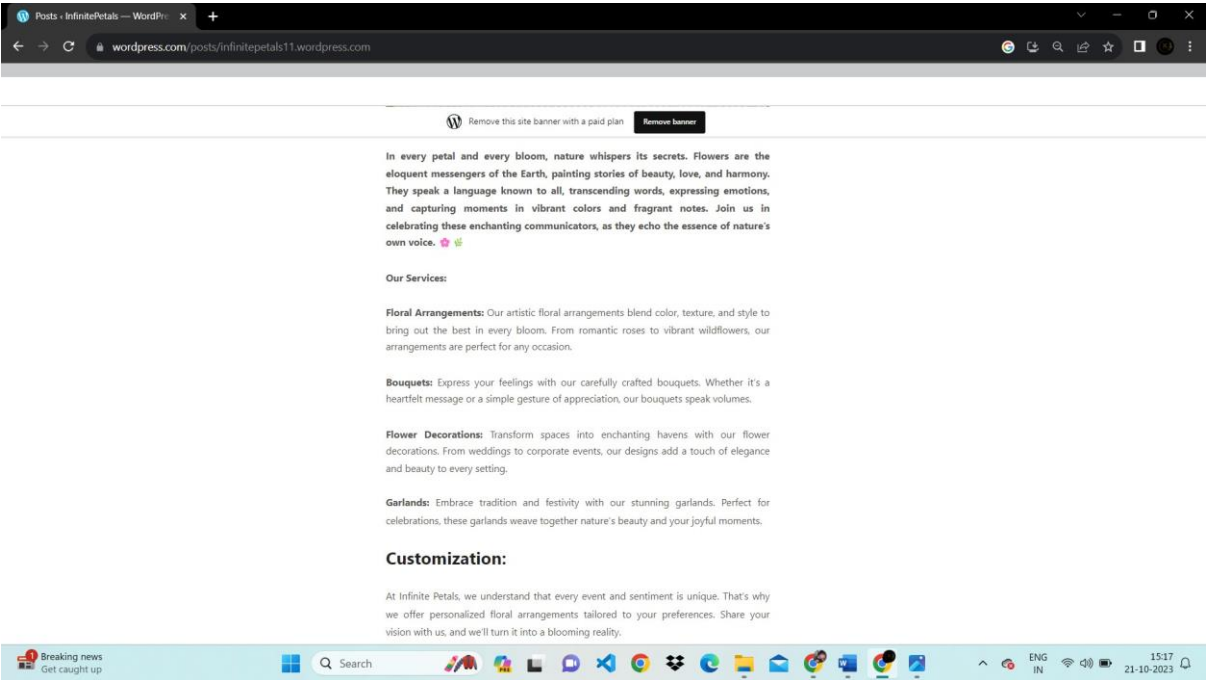 Posts ‹ InfinitePetals — WordPre
wordpress.com/posts/infinitepetals11.wordpress.com
Remove this site banner with a paid plan Remove banner
In every petal and every bloom, nature whispers its secrets. Flowers are the
eloquent messengers of the Earth, painting stories of beauty, love, and harmony.
They speak a language known to all, transcending words, expressing emotions,
and capturing moments in vibrant colors and fragrant notes. Join us in
celebrating these enchanting communicators, as they echo the essence of nature's
own voice. 🌸 🌿
Our Services:
Floral Arrangements: Our artistic floral arrangements blend color, texture, and style to
bring out the best in every bloom. From romantic roses to vibrant wildflowers, our
arrangements are perfect for any occasion.
Bouquets: Express your feelings with our carefully crafted bouquets. Whether it's a
heartfelt message or a simple gesture of appreciation, our bouquets speak volumes.
Flower Decorations: Transform spaces into enchanting havens with our flower
decorations. From weddings to corporate events, our designs add a touch of elegance
and beauty to every setting.
Garlands: Embrace tradition and festivity with our stunning garlands. Perfect for
celebrations, these garlands weave together nature's beauty and your joyful moments.
Customization:
At Infinite Petals, we understand that every event and sentiment is unique. That's why
we offer personalized floral arrangements tailored to your preferences. Share your
vision with us, and we'll turn it into a blooming reality.
1 Breaking news
Get caught up
Search
PRE
ENG
IN
15:17
21-10-2023